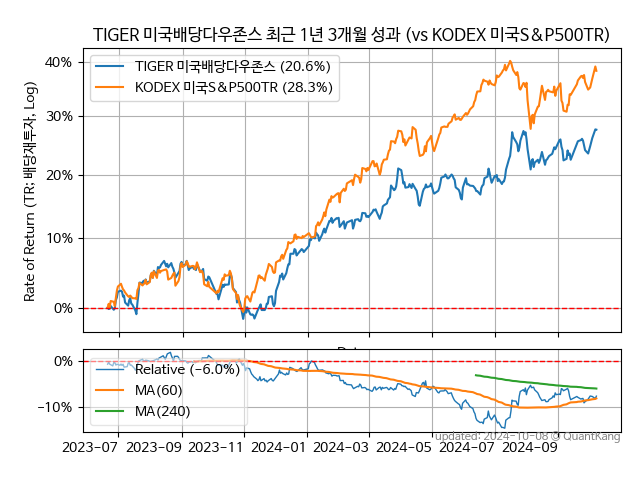 TIGER 미국배당다우존스 최근 1년 3개월 성과 (vs KODEX 미국S&P500TR)
Rate of Return (TR: 배당재투자, Log)
40%
30%
20%
10%
0%
TIGER 미국배당다우존스 (20.6%)
KODEX 미국S&P500TR (28.3%)
0%
−10%
Relative (−6.0%)
MA(60)
MA(240)
2023-07 2023-09 2023-11 2024-01 2024-03 2024-05 2024-07 2024-09
updated: 2024-10-08 © QuantKang